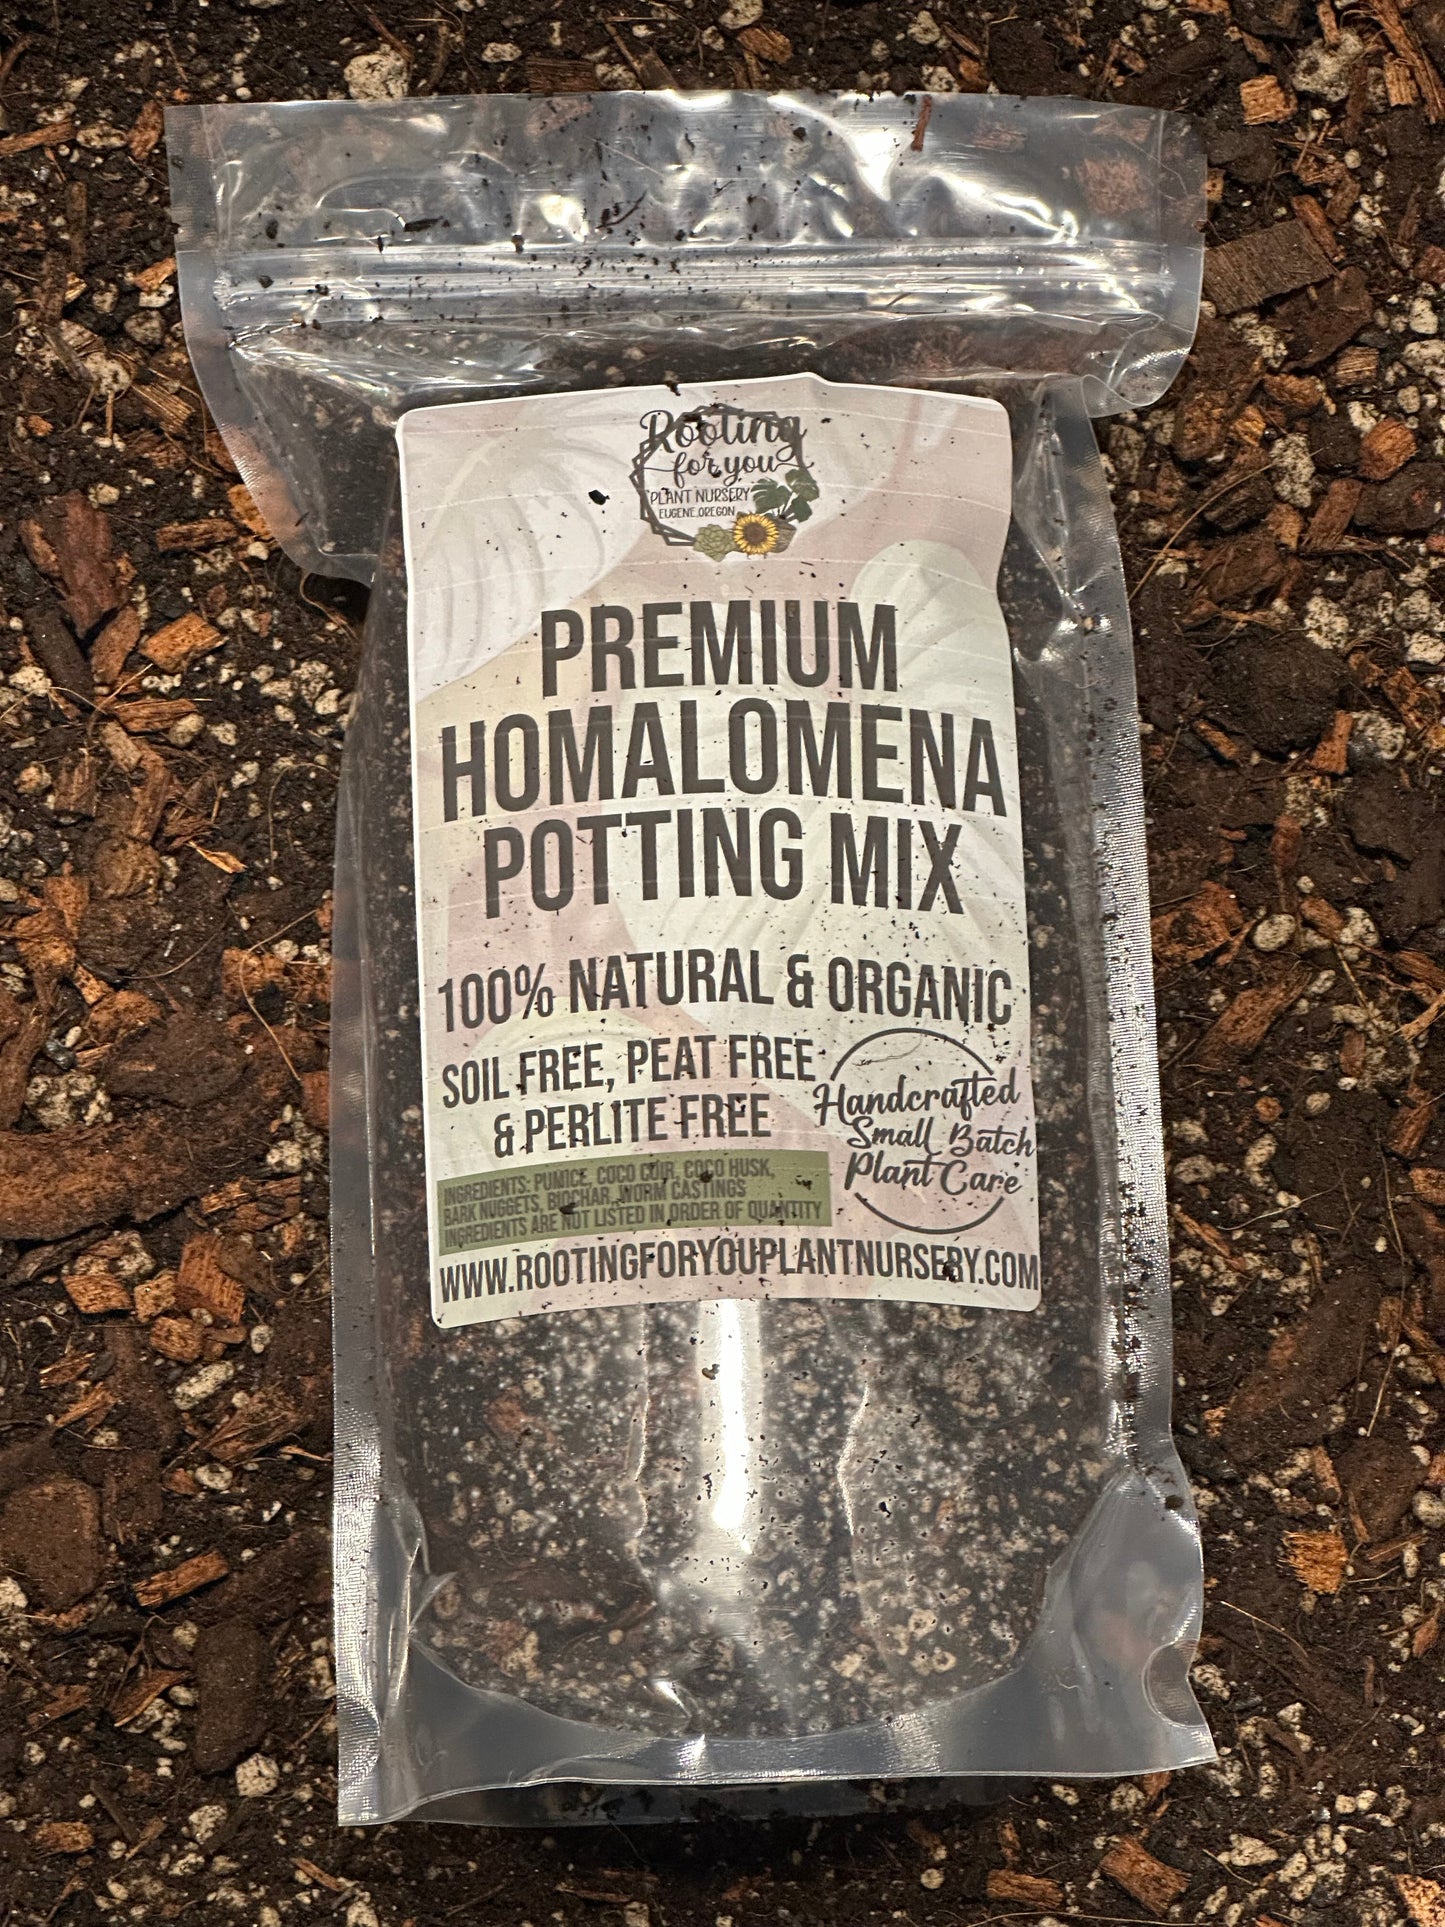 Rooting
for you
PLANT NURSERY
EUGENE, OREGON
PREMIUM
HOMALOMENA
POTTING MIX
100% NATURAL & ORGANIC
SOIL FREE, PEAT FREE
& PERLITE FREE
Handcrafted
Small Batch
Plant Care
INGREDIENTS: PUMICE, COCO COIR, COCO HUSK,
BARK NUGGETS, BIOCHAR, WORM CASTINGS
INGREDIENTS ARE NOT LISTED IN ORDER OF QUANTITY
WWW.ROOTINGFORYOUPLANTNURSERY.COM